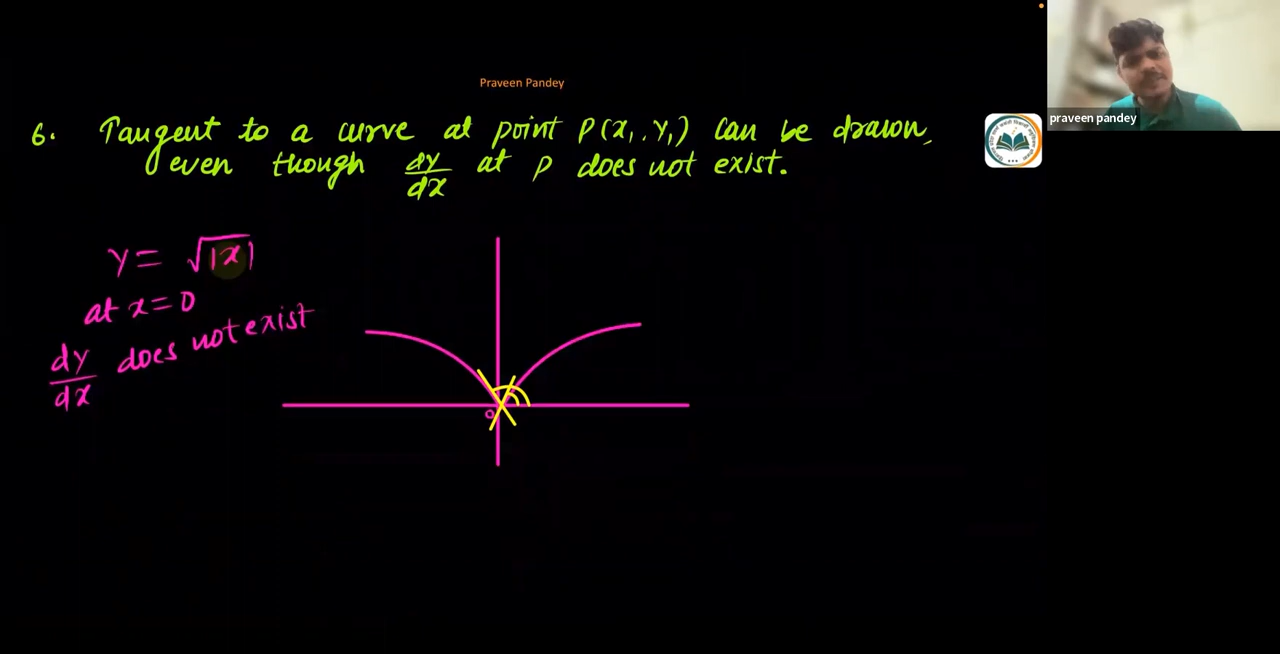 Praveen Pandey
praveen pandey
6. Tangent to a curve at point P(x₁, y₁) can be drawn,
even though dy/dx at P does not exist.
y = √|x|
at x = 0
dy/dx does not exist
0